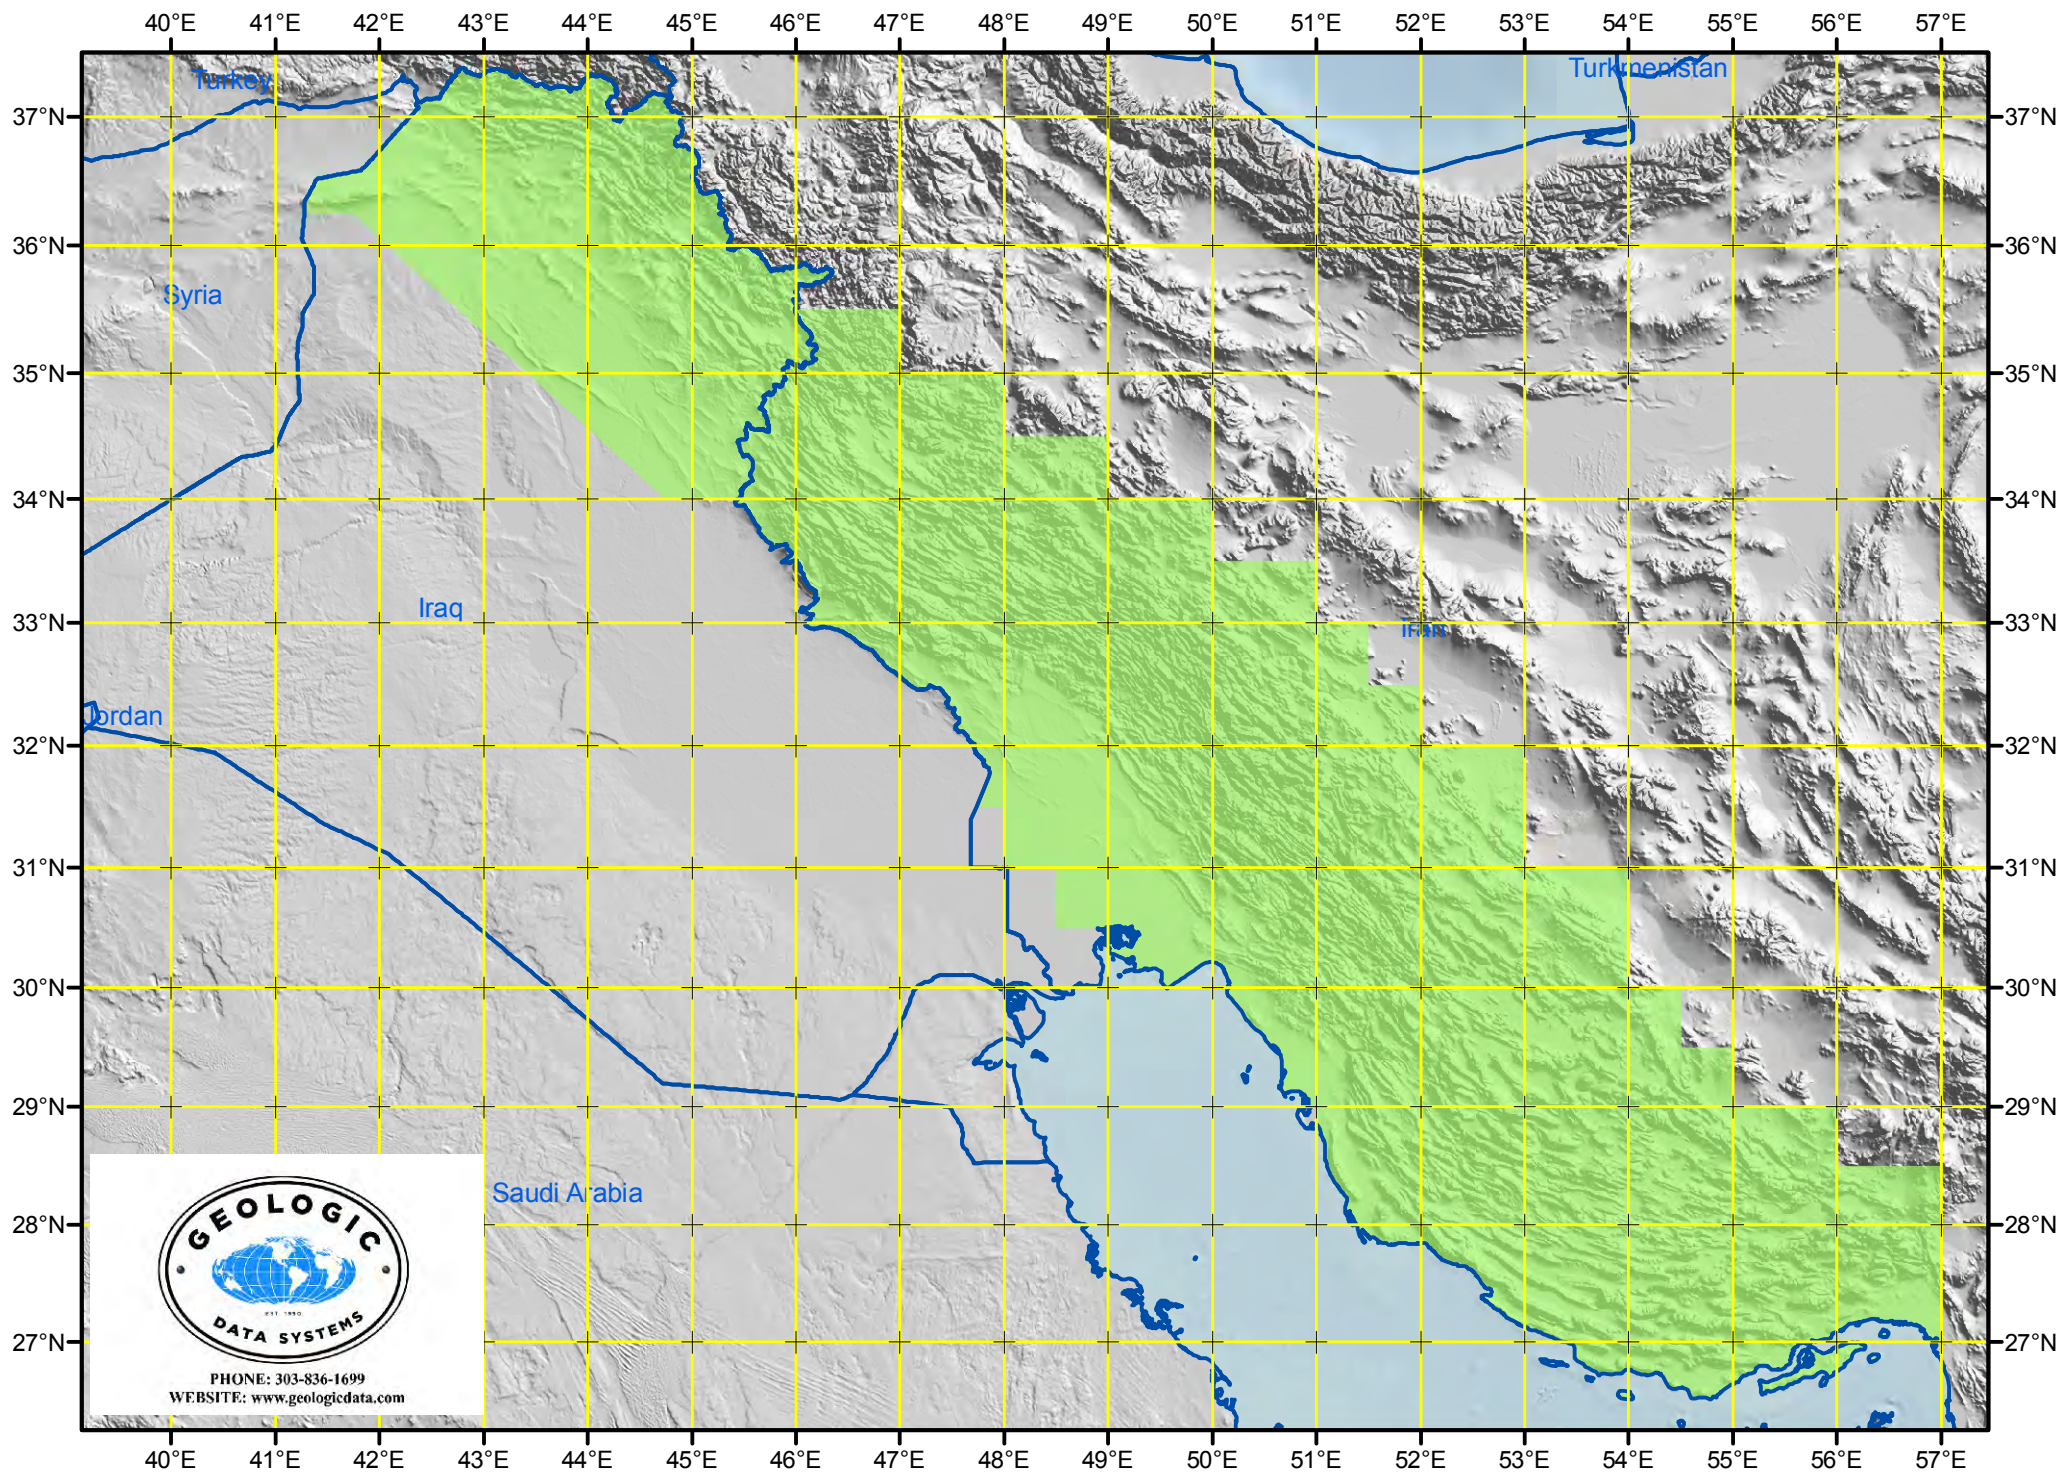 40°E 41°E 42°E 43°E 44°E 45°E 46°E 47°E 48°E 49°E 50°E 51°E 52°E 53°E 54°E 55°E 56°E 57°E
Turkey
Turkmenistan
37°N 37°N
36°N 36°N
Syria
35°N 35°N
34°N 34°N
Iraq
33°N 33°N
Iran
Jordan
32°N 32°N
31°N 31°N
30°N 30°N
29°N 29°N
Saudi Arabia
28°N 28°N
GEOLOGIC
EST. 1990
DATA SYSTEMS
27°N 27°N
PHONE: 303-836-1699
WEBSITE: www.geologicdata.com
40°E 41°E 42°E 43°E 44°E 45°E 46°E 47°E 48°E 49°E 50°E 51°E 52°E 53°E 54°E 55°E 56°E 57°E